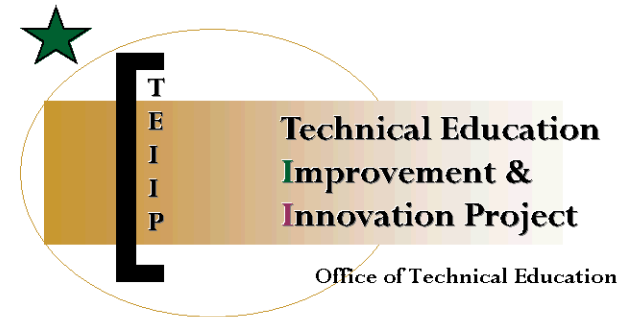 T
E
I
I
P
Technical Education
Improvement &
Innovation Project
Office of Technical Education